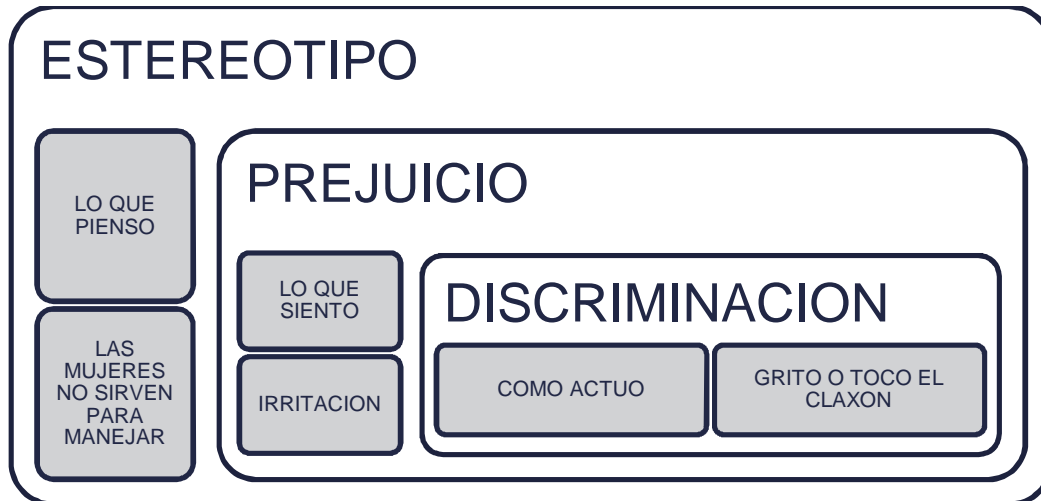 ESTEREOTIPO
LO QUE
PIENSO
LAS
MUJERES
NO SIRVEN
PARA
MANEJAR
PREJUICIO
LO QUE
SIENTO
IRRITACION
DISCRIMINACION
COMO ACTUO
GRITO O TOCO EL
CLAXON